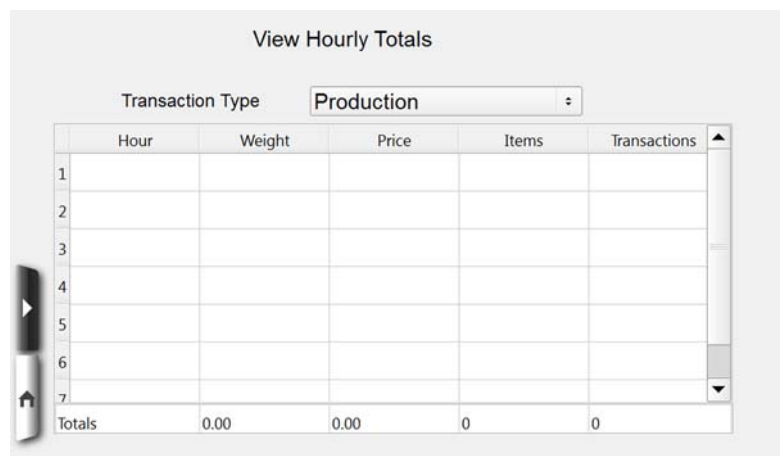 View Hourly Totals
Transaction Type Production
Hour Weight Price Items Transactions
1
2
3
4
5
6
7
Totals 0.00 0.00 0 0